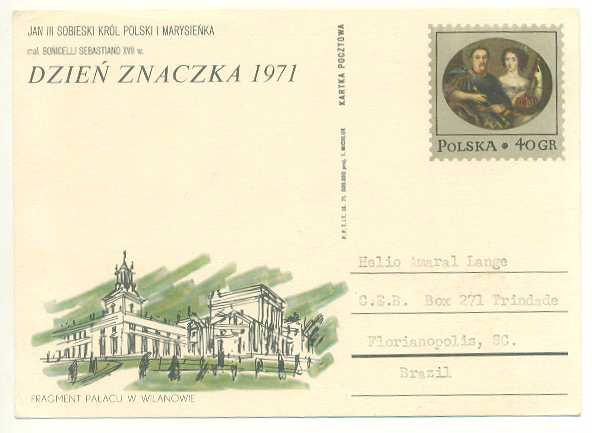 JAN III SOBIESKI KRÓL POLSKI I MARYSIEŃKA
mal. BONICELLI SEBASTIANO XVII w.
DZIEŃ ZNACZKA 1971
KARTKA POCZTOWA
POLSKA • 40 GR
Helio Amaral Lange
C.E.B. Box 271 Trindade
Florianopolis, SC.
Brazil
FRAGMENT PAŁACU W WILANOWIE